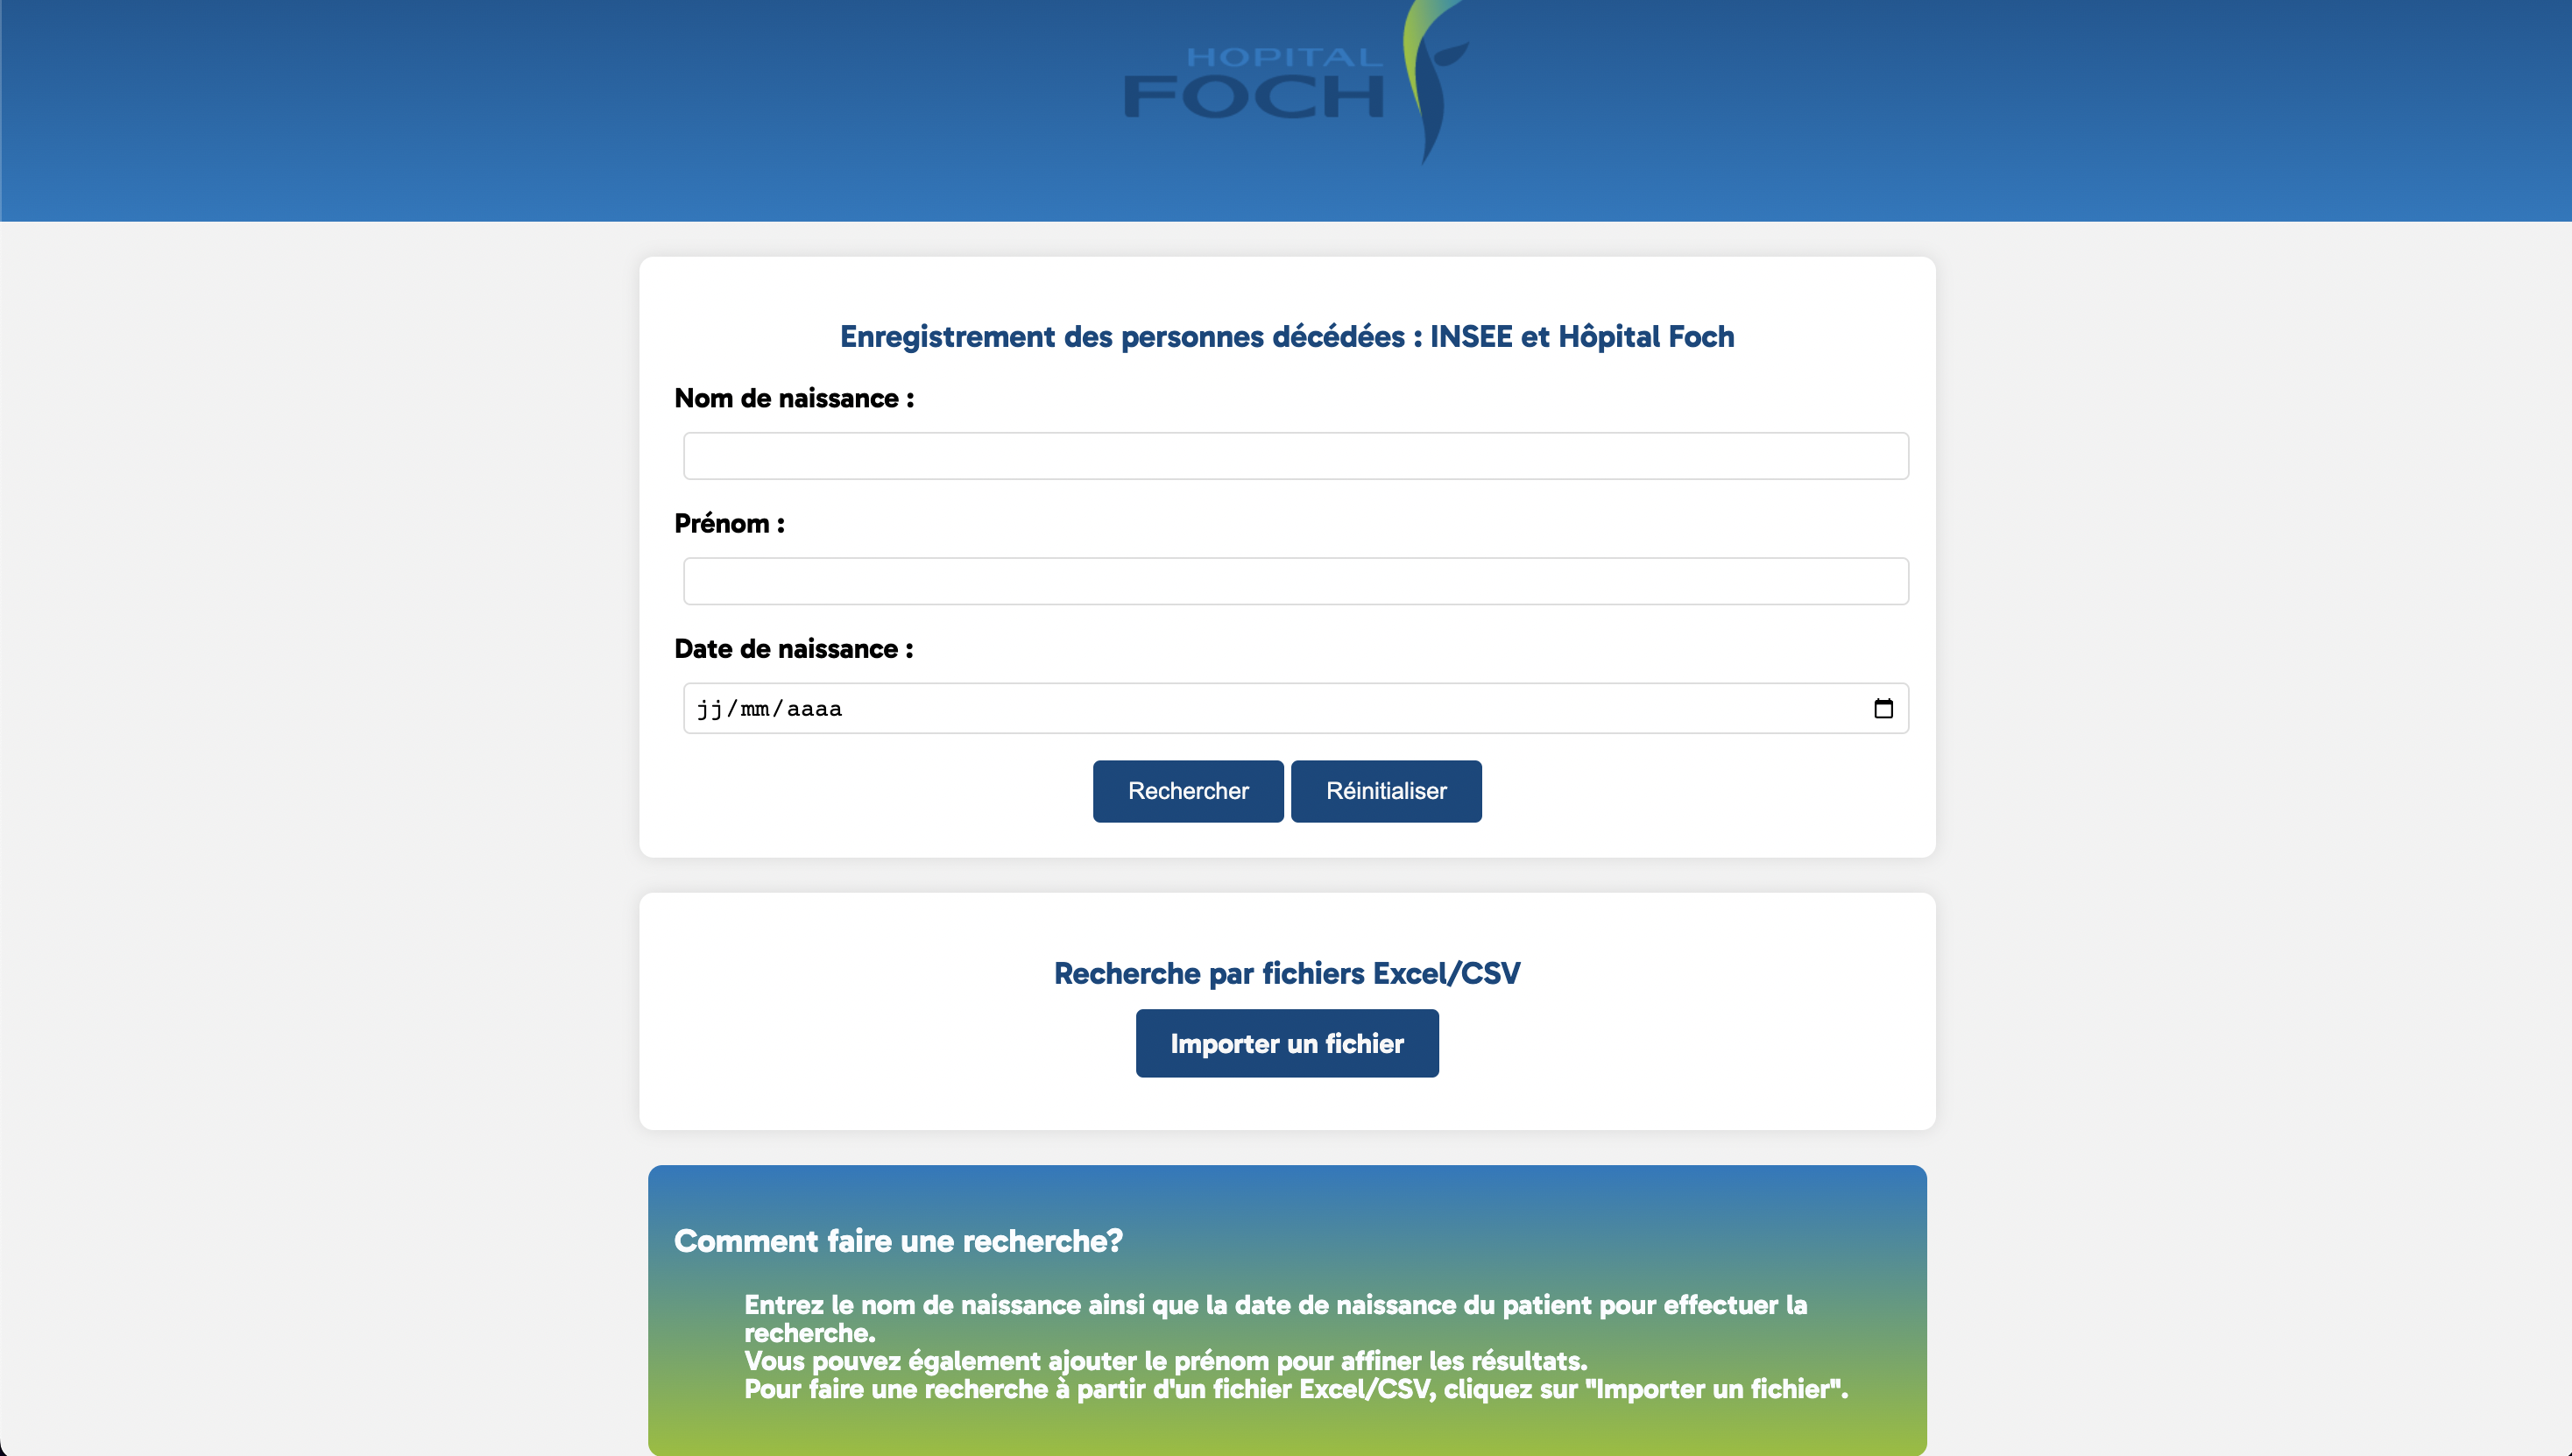 HOPITAL
FOCH
Enregistrement des personnes décédées : INSEE et Hôpital Foch
Nom de naissance :
Prénom :
Date de naissance :
jj/mm/aaaa
Rechercher
Réinitialiser
Recherche par fichiers Excel/CSV
Importer un fichier
Comment faire une recherche?
Entrez le nom de naissance ainsi que la date de naissance du patient pour effectuer la
recherche.
Vous pouvez également ajouter le prénom pour affiner les résultats.
Pour faire une recherche à partir d'un fichier Excel/CSV, cliquez sur "Importer un fichier".